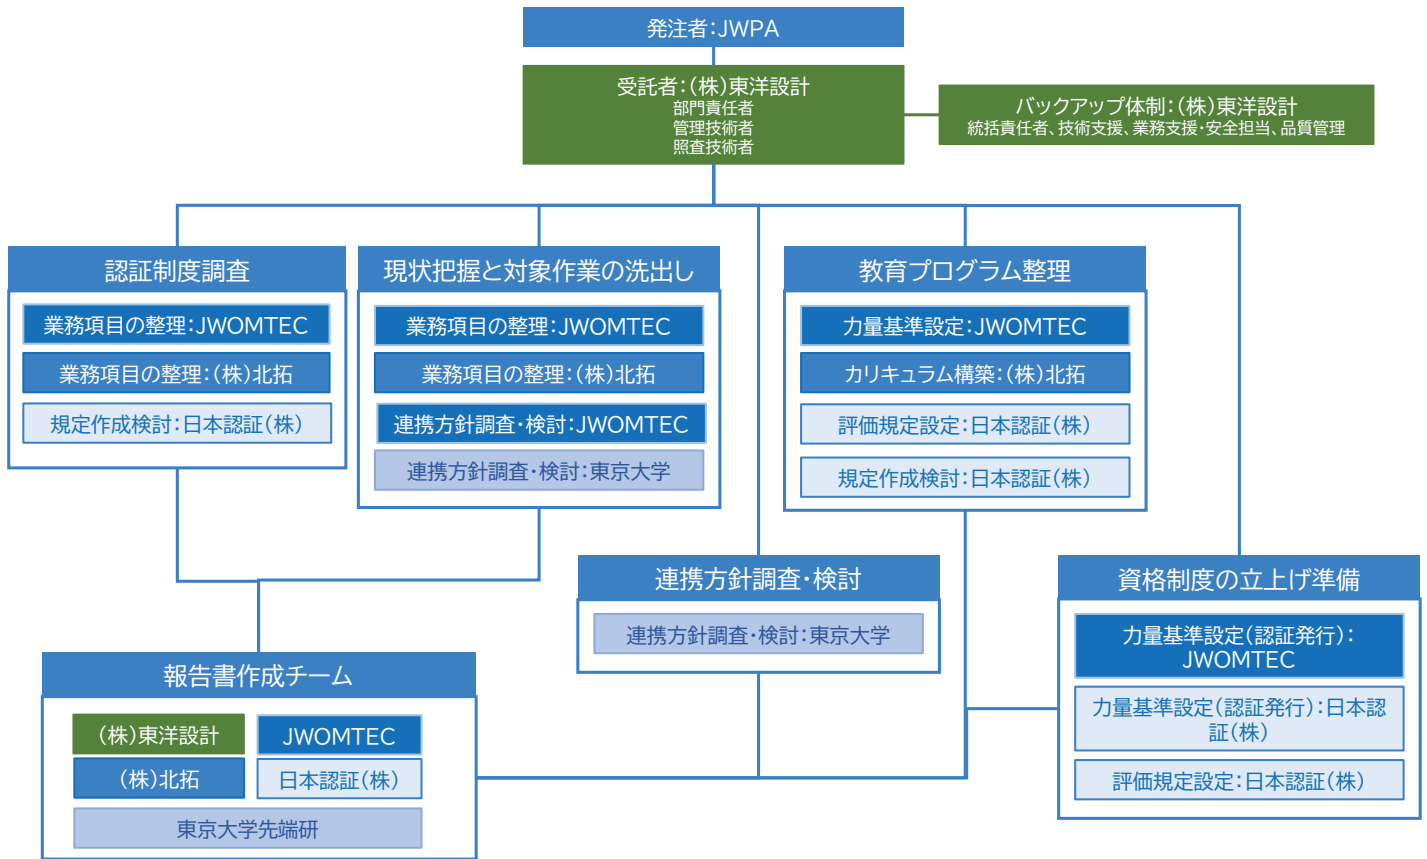 発注者：JWPA
受託者：（株）東洋設計
部門責任者
管理技術者
照査技術者
バックアップ体制：（株）東洋設計
統括責任者、技術支援、業務支援・安全担当、品質管理
認証制度調査
業務項目の整理：JWOMTEC
業務項目の整理：（株）北拓
規定作成検討：日本認証（株）
現状把握と対象作業の洗出し
業務項目の整理：JWOMTEC
業務項目の整理：（株）北拓
連携方針調査・検討：JWOMTEC
連携方針調査・検討：東京大学
教育プログラム整理
力量基準設定：JWOMTEC
カリキュラム構築：（株）北拓
評価規定設定：日本認証（株）
規定作成検討：日本認証（株）
連携方針調査・検討
連携方針調査・検討：東京大学
資格制度の立上げ準備
力量基準設定（認証発行）：
JWOMTEC
力量基準設定（認証発行）：日本認
証（株）
評価規定設定：日本認証（株）
報告書作成チーム
（株）東洋設計
JWOMTEC
（株）北拓
日本認証（株）
東京大学先端研